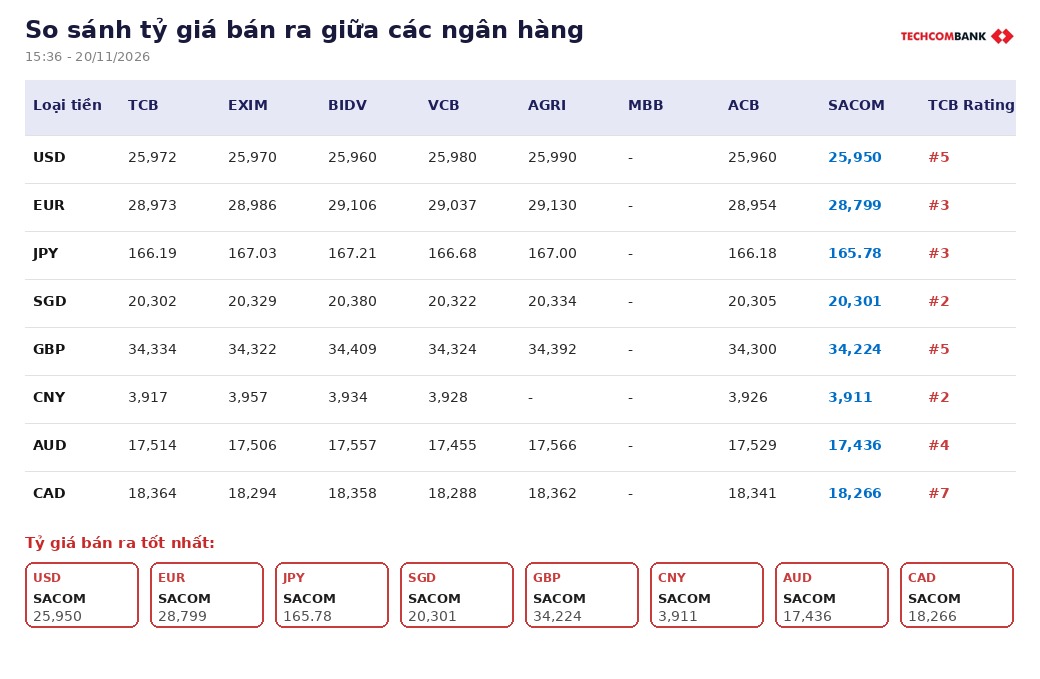 So sánh tỷ giá bán ra giữa các ngân hàng
15:36 - 20/11/2026
TECHCOMBANK
Loại tiền TCB EXIM BIDV VCB AGRI MBB ACB SACOM TCB Rating
USD 25,972 25,970 25,960 25,980 25,990 - 25,960 25,950 #5
EUR 28,973 28,986 29,106 29,037 29,130 - 28,954 28,799 #3
JPY 166.19 167.03 167.21 166.68 167.00 - 166.18 165.78 #3
SGD 20,302 20,329 20,380 20,322 20,334 - 20,305 20,301 #2
GBP 34,334 34,322 34,409 34,324 34,392 - 34,300 34,224 #5
CNY 3,917 3,957 3,934 3,928 - - 3,926 3,911 #2
AUD 17,514 17,506 17,557 17,455 17,566 - 17,529 17,436 #4
CAD 18,364 18,294 18,358 18,288 18,362 - 18,341 18,266 #7
Tỷ giá bán ra tốt nhất:
USD EUR JPY SGD GBP CNY AUD CAD
SACOM SACOM SACOM SACOM SACOM SACOM SACOM SACOM
25,950 28,799 165.78 20,301 34,224 3,911 17,436 18,266